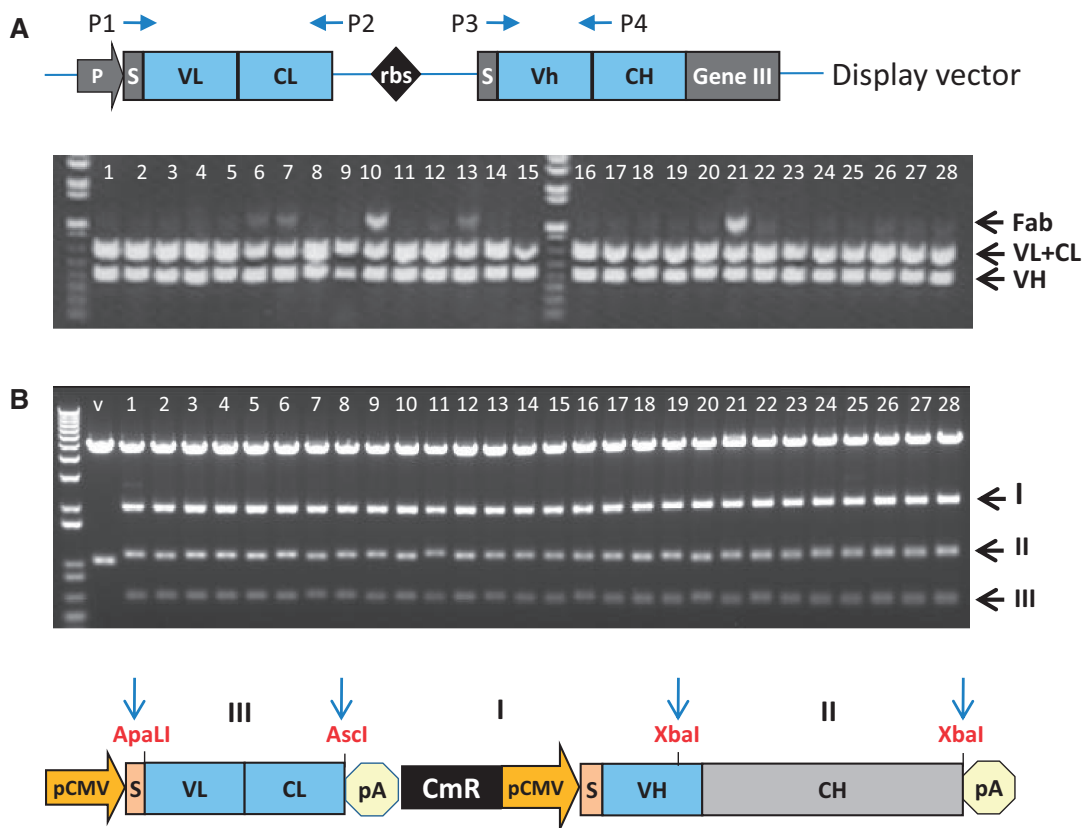 A
P1 P2 P3 P4
P S VL CL rbs S Vh CH Gene III Display vector
1 2 3 4 5 6 7 8 9 10 11 12 13 14 15 16 17 18 19 20 21 22 23 24 25 26 27 28
Fab
VL+CL
VH
B
v 1 2 3 4 5 6 7 8 9 10 11 12 13 14 15 16 17 18 19 20 21 22 23 24 25 26 27 28
I
II
III
III I II
ApaLI AscI XbaI XbaI
pCMV S VL CL pA CmR pCMV S VH CH pA